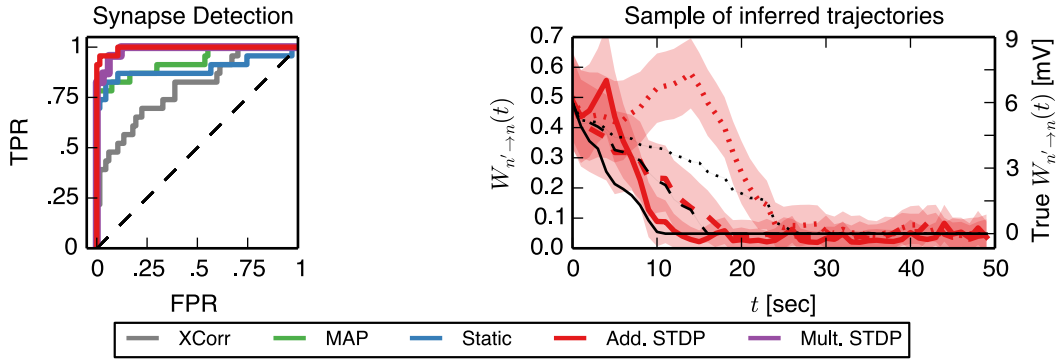 Synapse Detection
1
.75
.5
.25
0
TPR
0
.25
.5
.75
1
FPR
Sample of inferred trajectories
0.7
0.6
0.5
0.4
0.3
0.2
0.1
0.0
W_{n'→n}(t)
9
6
3
0
True W_{n'→n}(t) [mV]
0
10
20
30
40
50
t [sec]
XCorr
MAP
Static
Add. STDP
Mult. STDP